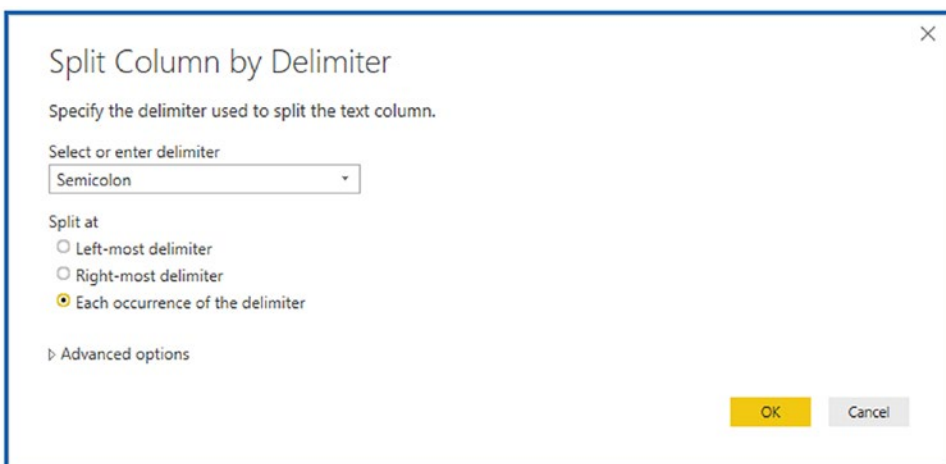 Split Column by Delimiter
Specify the delimiter used to split the text column.
Select or enter delimiter
Semicolon
Split at
Left-most delimiter
Right-most delimiter
Each occurrence of the delimiter
Advanced options
OK Cancel